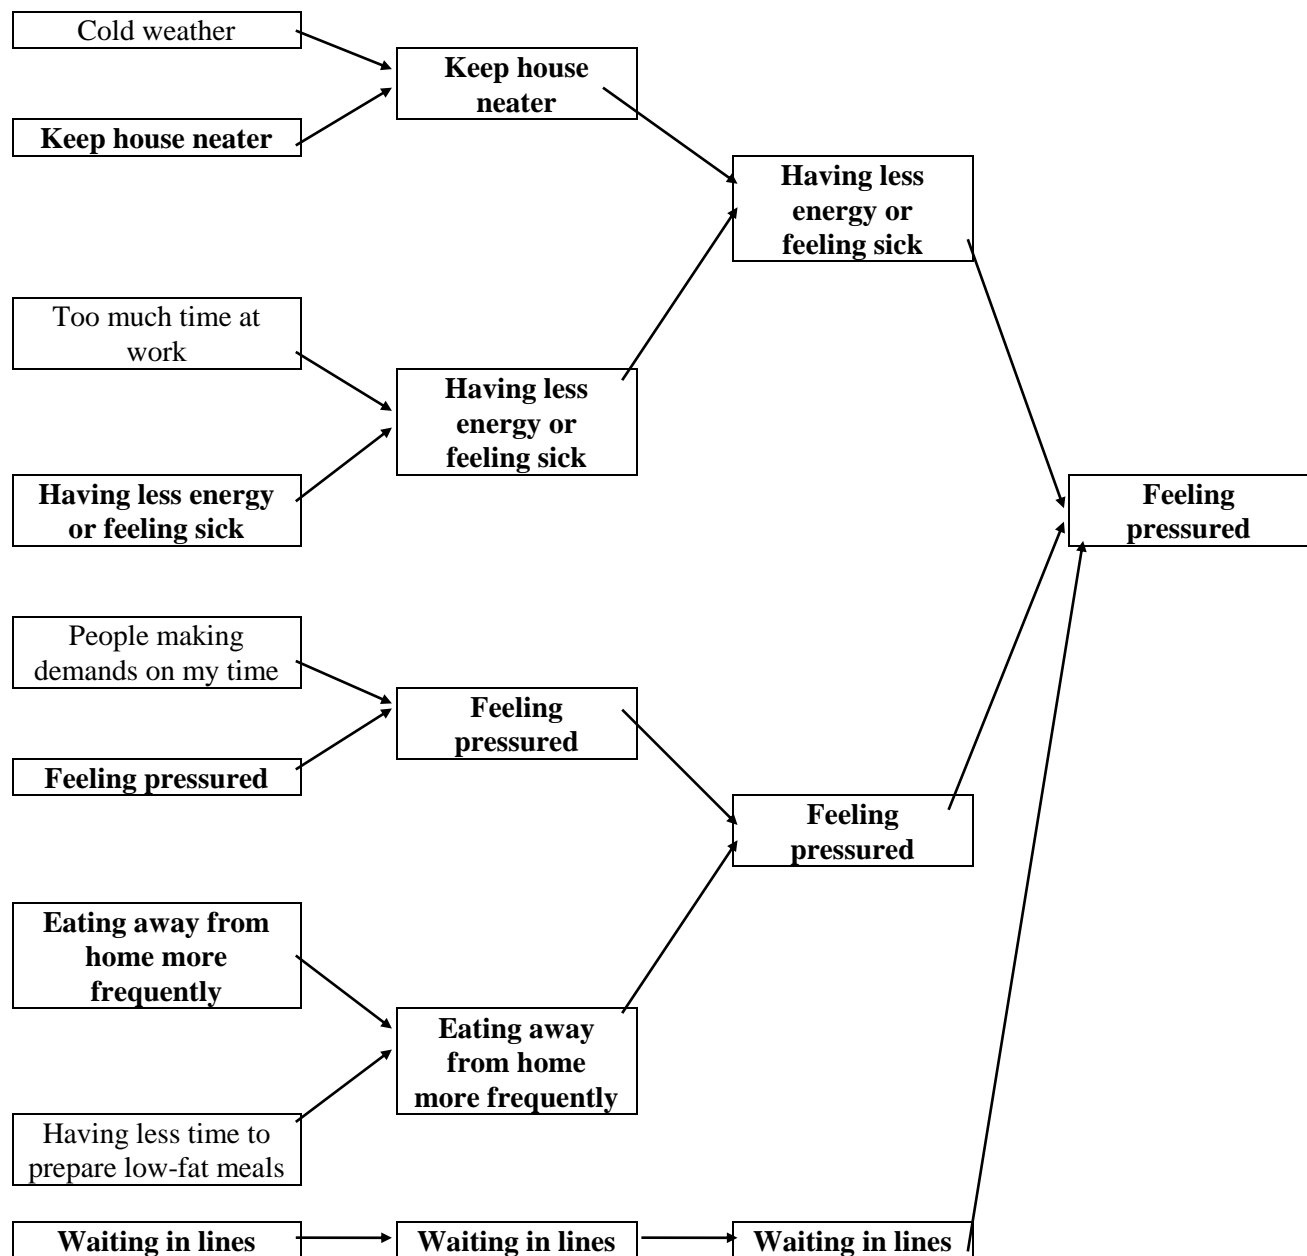 Cold weather
Keep house neater
Too much time at
work
Having less energy
or feeling sick
People making
demands on my time
Feeling pressured
Eating away from
home more
frequently
Having less time to
prepare low-fat meals
Waiting in lines
Keep house
neater
Having less
energy or
feeling sick
Feeling
pressured
Eating away
from home
more frequently
Waiting in lines
Having less
energy or
feeling sick
Feeling
pressured
Waiting in lines
Feeling
pressured